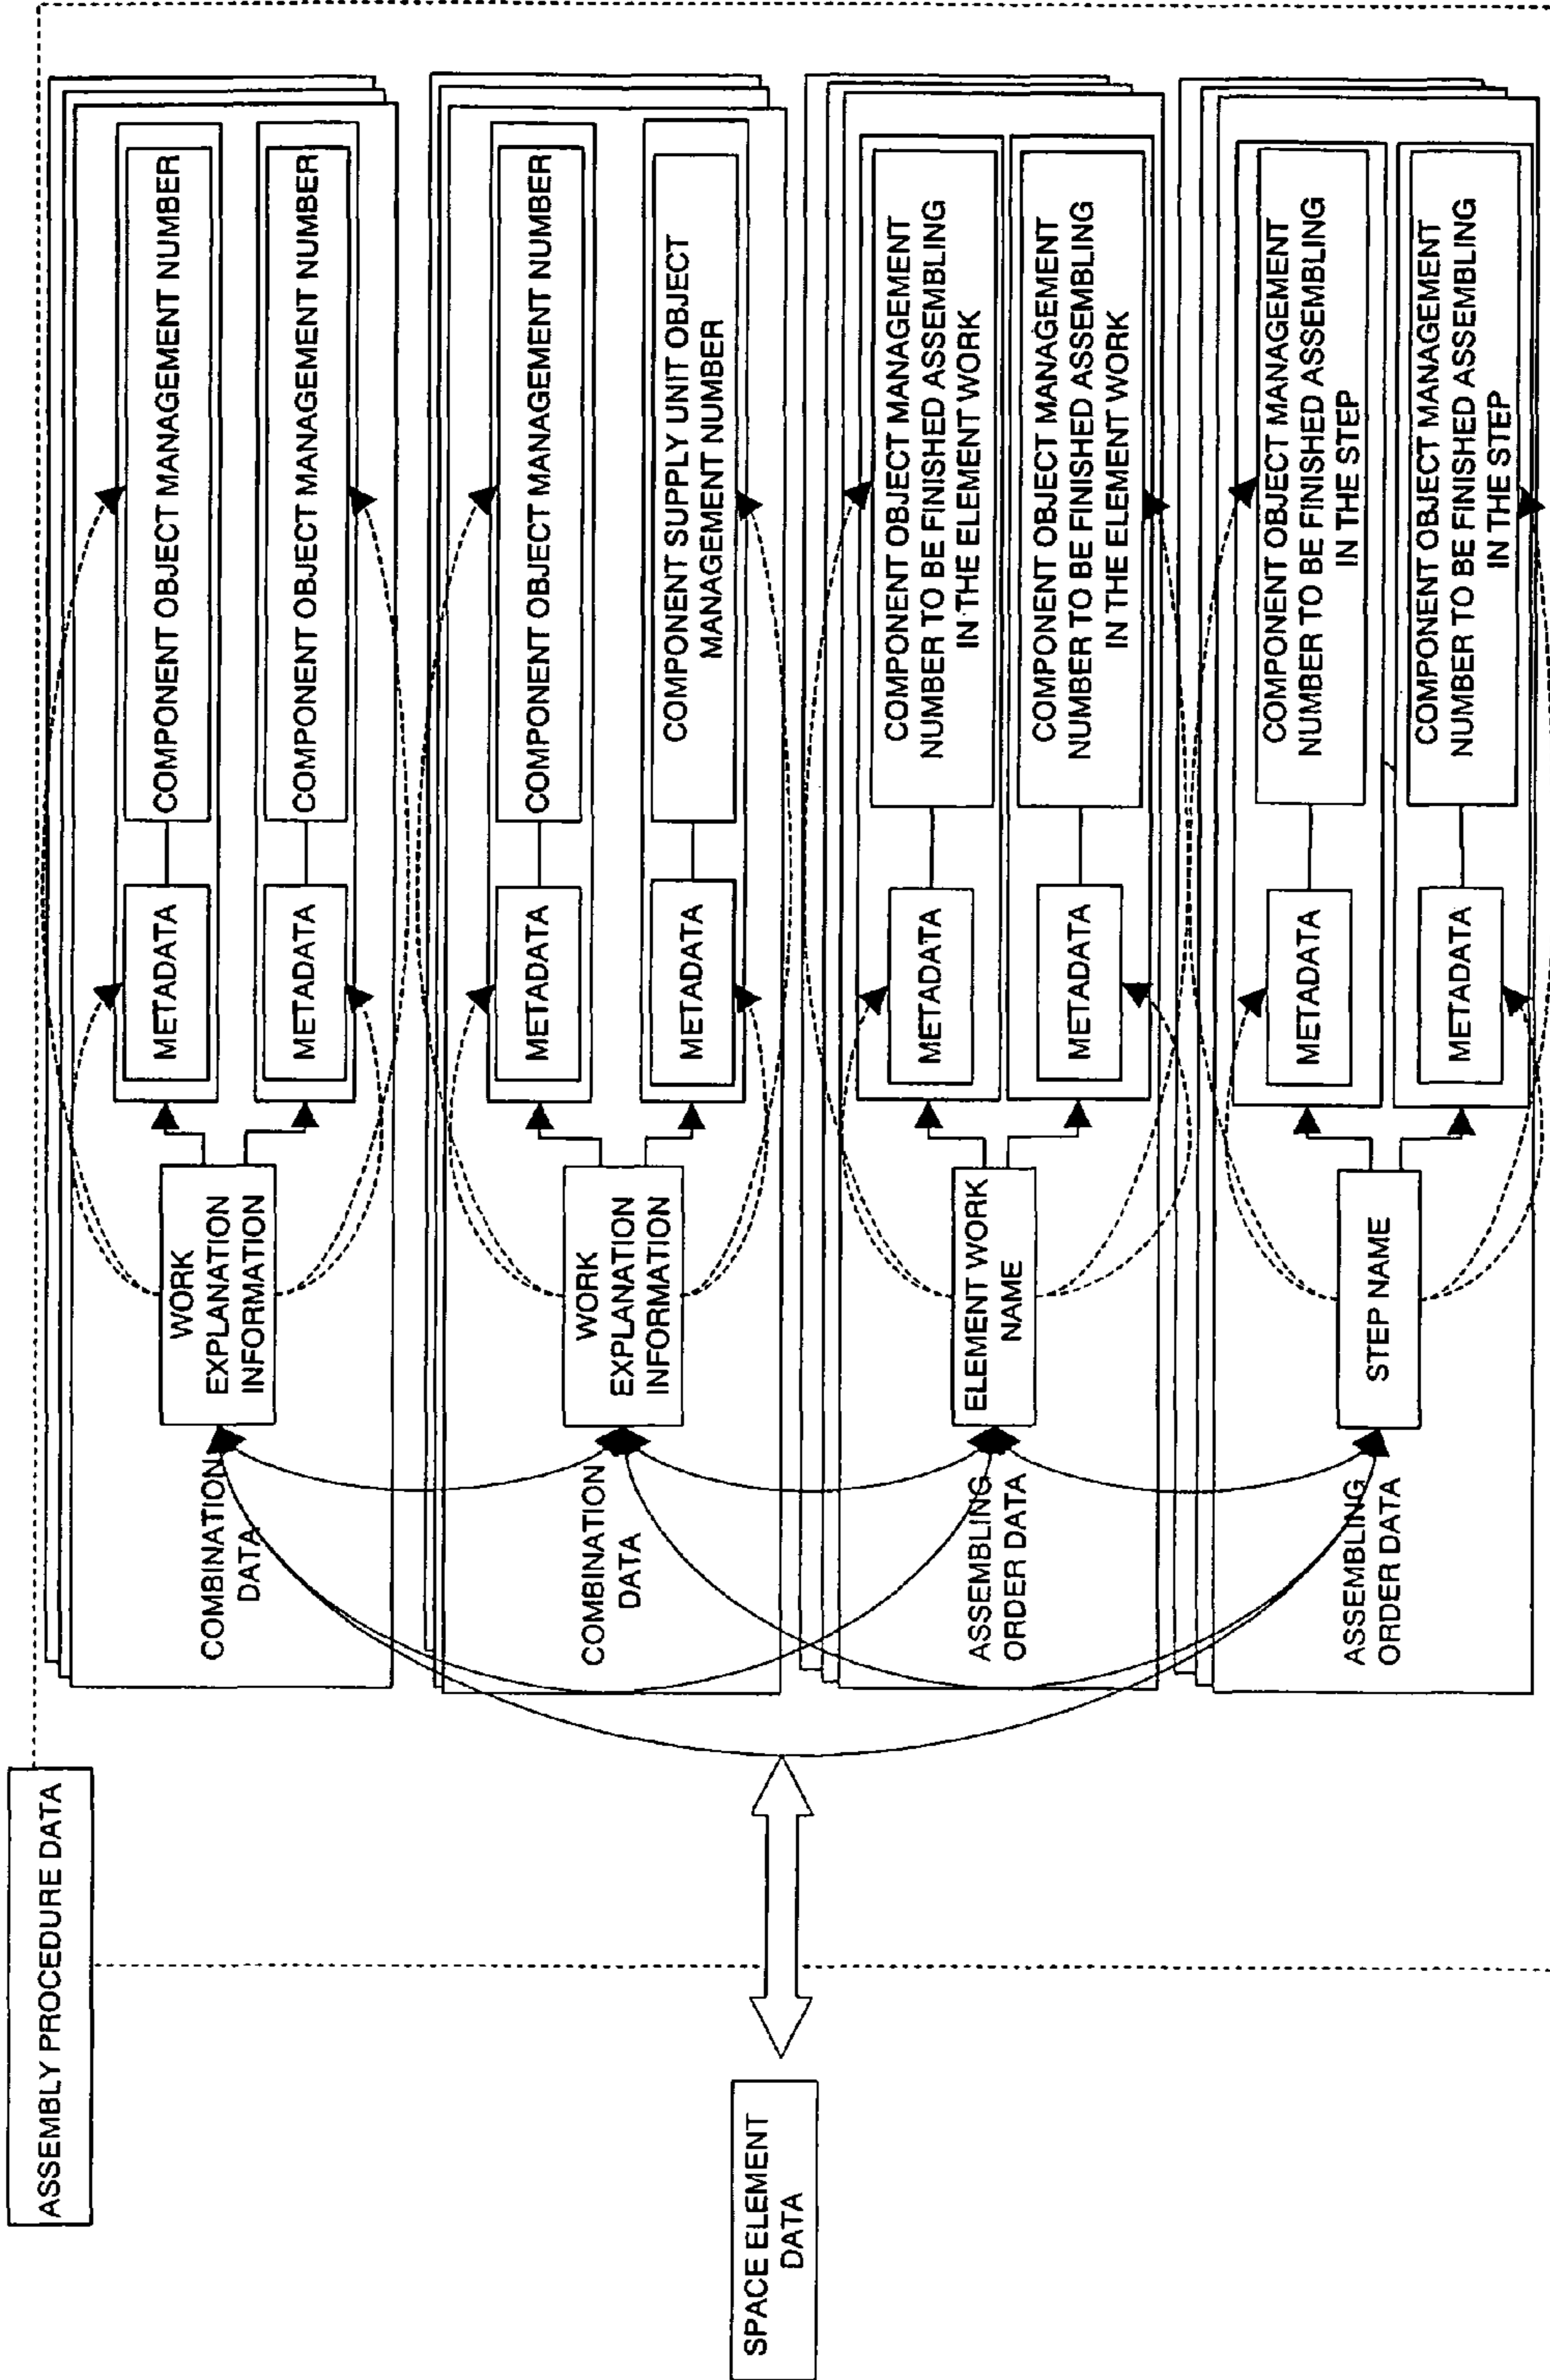 ASSEMBLY PROCEDURE DATA
SPACE ELEMENT
DATA
COMBINATION
DATA
WORK
EXPLANATION
INFORMATION
METADATA
COMPONENT OBJECT MANAGEMENT NUMBER
METADATA
COMPONENT OBJECT MANAGEMENT NUMBER
COMBINATION
DATA
WORK
EXPLANATION
INFORMATION
METADATA
COMPONENT OBJECT MANAGEMENT NUMBER
METADATA
COMPONENT SUPPLY UNIT OBJECT
MANAGEMENT NUMBER
ASSEMBLING
ORDER DATA
ELEMENT WORK
NAME
METADATA
COMPONENT OBJECT MANAGEMENT
NUMBER TO BE FINISHED ASSEMBLING
IN THE ELEMENT WORK
METADATA
COMPONENT OBJECT MANAGEMENT
NUMBER TO BE FINISHED ASSEMBLING
IN THE ELEMENT WORK
ASSEMBLING
ORDER DATA
STEP NAME
METADATA
COMPONENT OBJECT MANAGEMENT
NUMBER TO BE FINISHED ASSEMBLING
IN THE STEP
METADATA
COMPONENT OBJECT MANAGEMENT
NUMBER TO BE FINISHED ASSEMBLING
IN THE STEP